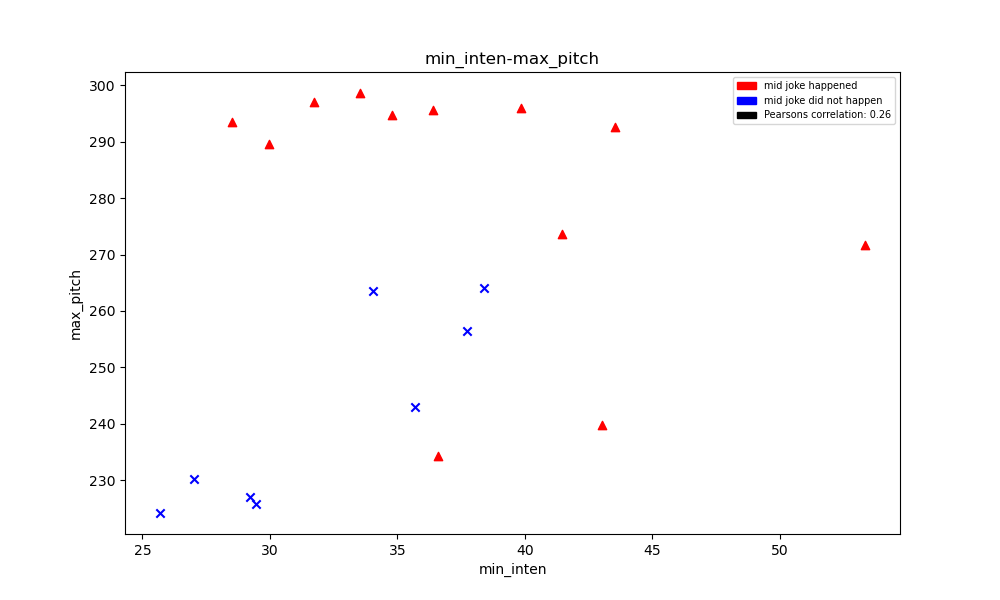 min_inten-max_pitch
mid joke happened
mid joke did not happen
Pearsons correlation: 0.26
max_pitch
300
290
280
270
260
250
240
230
25 30 35 40 45 50
min_inten